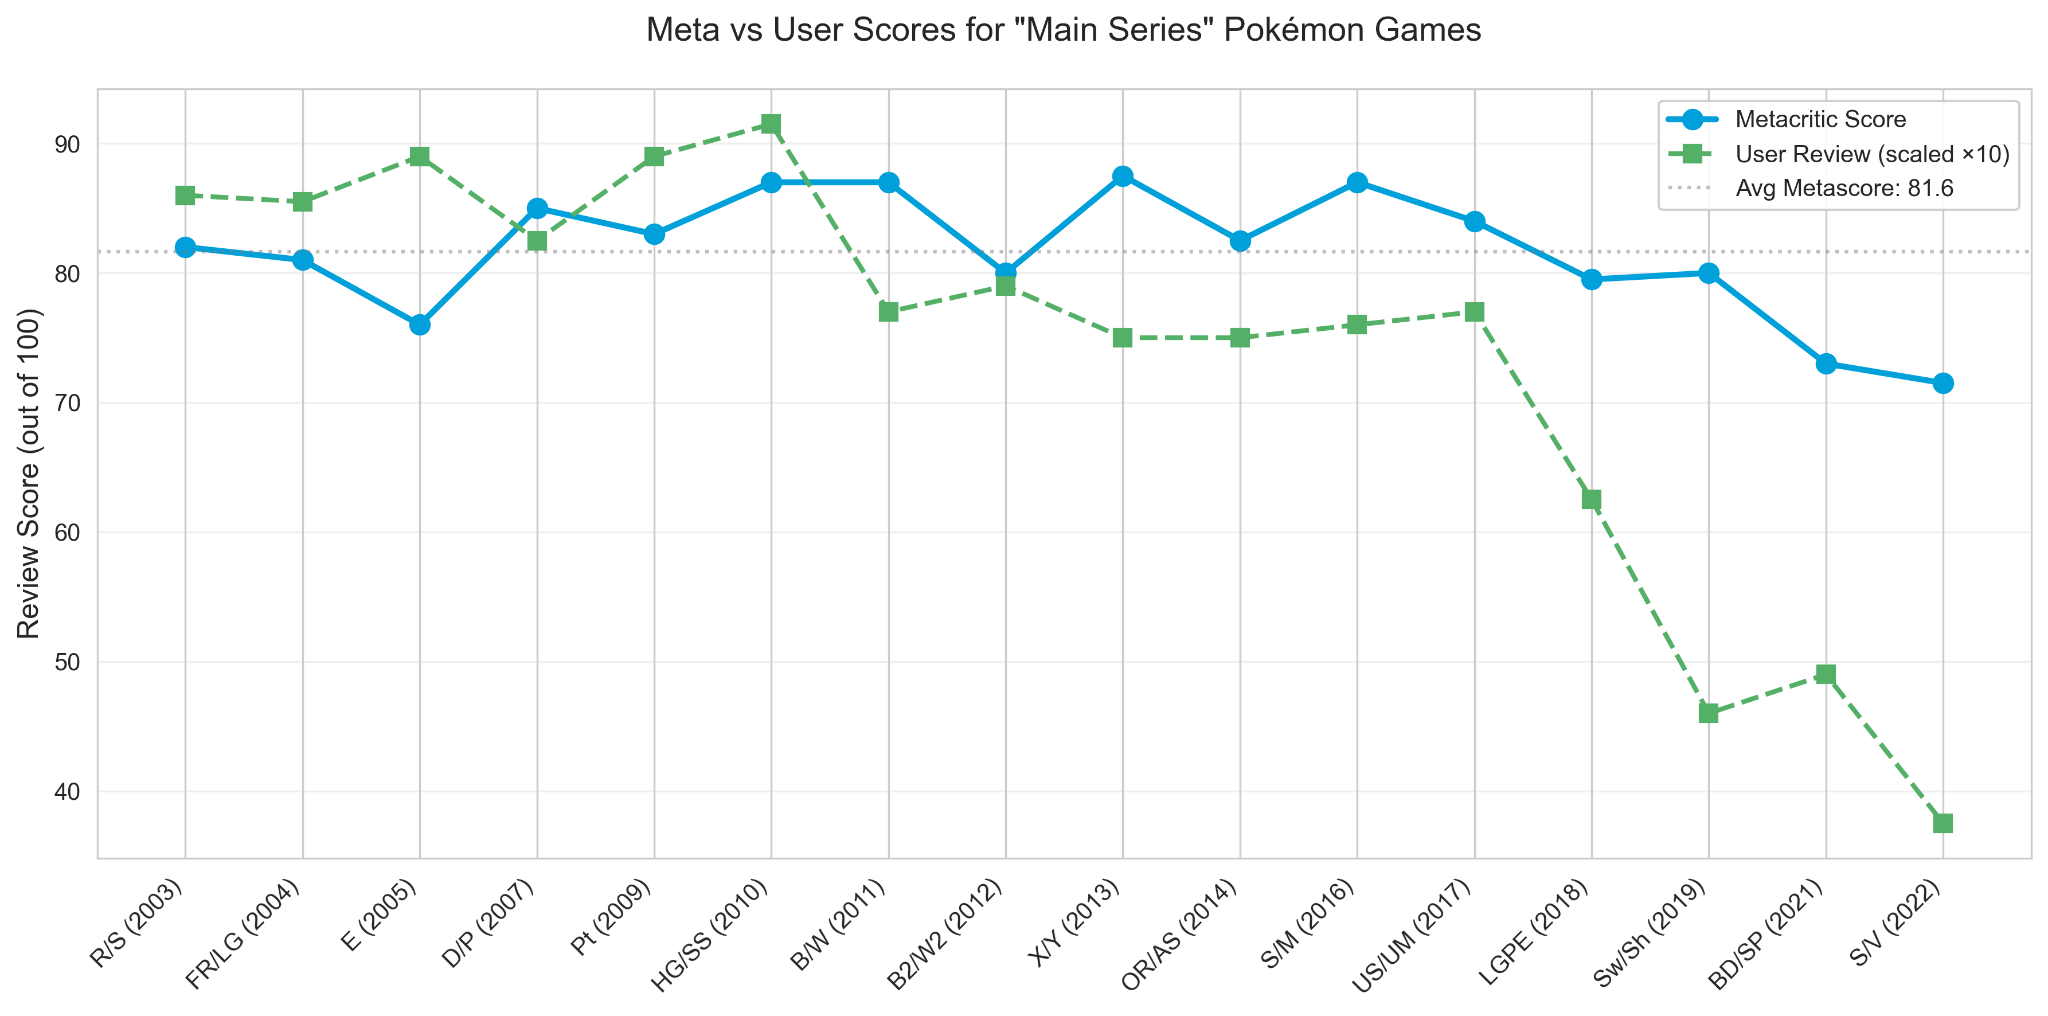 Meta vs User Scores for "Main Series" Pokémon Games
Metacritic Score
User Review (scaled ×10)
Avg Metascore: 81.6
Review Score (out of 100)
90
80
70
60
50
40
R/S (2003)
FR/LG (2004)
E (2005)
D/P (2007)
Pt (2009)
HG/SS (2010)
B/W (2011)
B2/W2 (2012)
X/Y (2013)
OR/AS (2014)
S/M (2016)
US/UM (2017)
LGPE (2018)
Sw/Sh (2019)
BD/SP (2021)
S/V (2022)